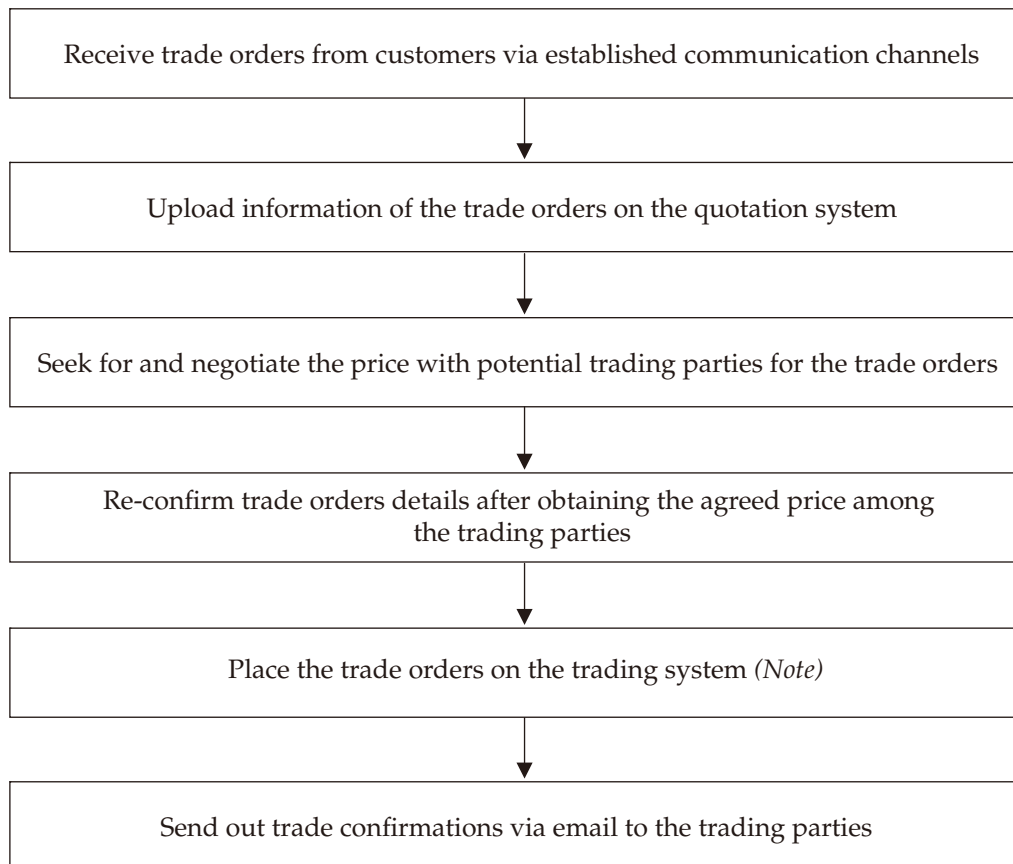 Receive trade orders from customers via established communication channels
Upload information of the trade orders on the quotation system
Seek for and negotiate the price with potential trading parties for the trade orders
Re-confirm trade orders details after obtaining the agreed price among
the trading parties
Place the trade orders on the trading system (Note)
Send out trade confirmations via email to the trading parties